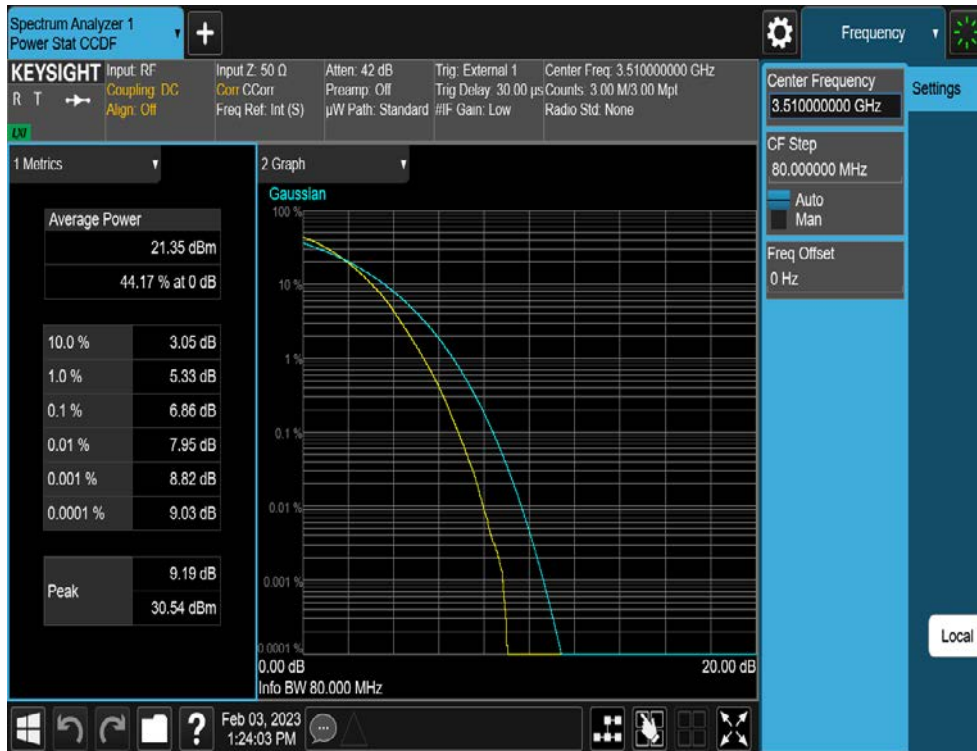 Spectrum Analyzer 1
Power Stat CCDF
+
Frequency
KEYSIGHT
R T
LXI
Input: RF
Coupling: DC
Align: Off
Input Z: 50 Ω
Corr CCorr
Freq Ref: Int (S)
Atten: 42 dB
Preamp: Off
µW Path: Standard
Trig: External 1
Trig Delay: 30.00 µs
#IF Gain: Low
Center Freq: 3.510000000 GHz
Counts: 3.00 M/3.00 Mpt
Radio Std: None
Center Frequency
3.510000000 GHz
Settings
CF Step
80.000000 MHz
Auto
Man
Freq Offset
0 Hz
Local
1 Metrics
Average Power
21.35 dBm
44.17 % at 0 dB
10.0 % 3.05 dB
1.0 % 5.33 dB
0.1 % 6.86 dB
0.01 % 7.95 dB
0.001 % 8.82 dB
0.0001 % 9.03 dB
Peak
9.19 dB
30.54 dBm
2 Graph
Gaussian
100 %
10 %
1 %
0.1 %
0.01 %
0.001 %
0.0001 %
0.00 dB 20.00 dB
Info BW 80.000 MHz
?
Feb 03, 2023
1:24:03 PM